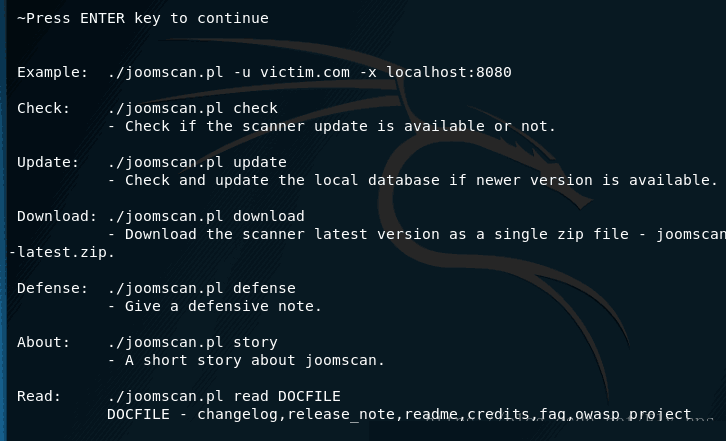 ~Press ENTER key to continue
Example:  ./joomscan.pl -u victim.com -x localhost:8080
Check:    ./joomscan.pl check
- Check if the scanner update is available or not.
Update:   ./joomscan.pl update
- Check and update the local database if newer version is available.
Download: ./joomscan.pl download
- Download the scanner latest version as a single zip file - joomscan
-latest.zip.
Defense:  ./joomscan.pl defense
- Give a defensive note.
About:    ./joomscan.pl story
- A short story about joomscan.
Read:     ./joomscan.pl read DOCFILE
DOCFILE - changelog,release_note,readme,credits,faq,owasp_project